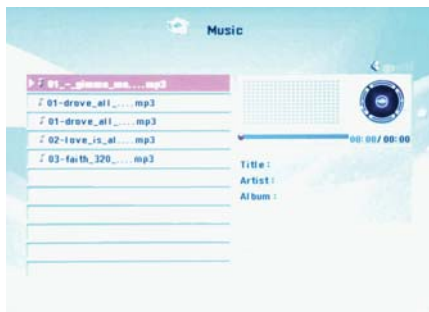 Music
01_-_gimme_me....mp3
01-drove_all_....mp3
01-drove_all_....mp3
02-love_is_al....mp3
03-faith_320_....mp3
00:00/00:00
Title:
Artist:
Album: